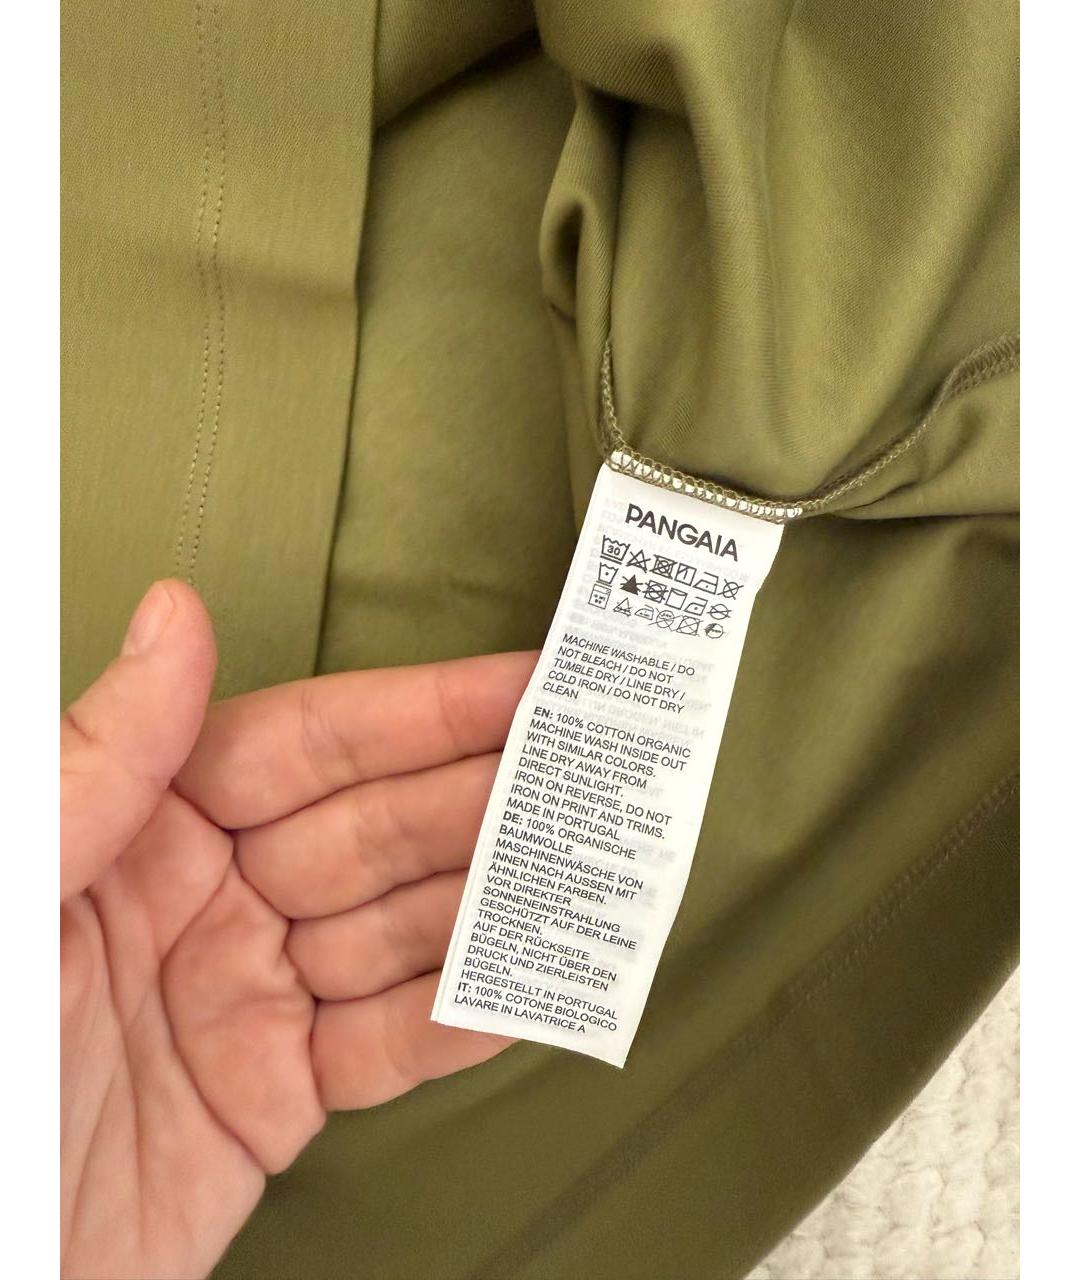 PANGAIA
30
MACHINE WASHABLE / DO
NOT BLEACH / DO NOT
TUMBLE DRY / LINE DRY /
COLD IRON / DO NOT DRY
CLEAN
EN: 100% COTTON ORGANIC
MACHINE WASH INSIDE OUT
WITH SIMILAR COLORS.
LINE DRY AWAY FROM
DIRECT SUNLIGHT.
IRON ON REVERSE, DO NOT
IRON ON PRINT AND TRIMS.
MADE IN PORTUGAL
DE: 100% ORGANISCHE
BAUMWOLLE
MASCHINENWÄSCHE VON
INNEN NACH AUSSEN MIT
ÄHNLICHEN FARBEN.
VOR DIREKTER
SONNENEINSTRAHLUNG
GESCHÜTZT AUF DER LEINE
TROCKNEN.
AUF DER RÜCKSEITE
BÜGELN, NICHT ÜBER DEN
DRUCK UND ZIERLEISTEN
BÜGELN.
HERGESTELLT IN PORTUGAL
IT: 100% COTONE BIOLOGICO
LAVARE IN LAVATRICE A